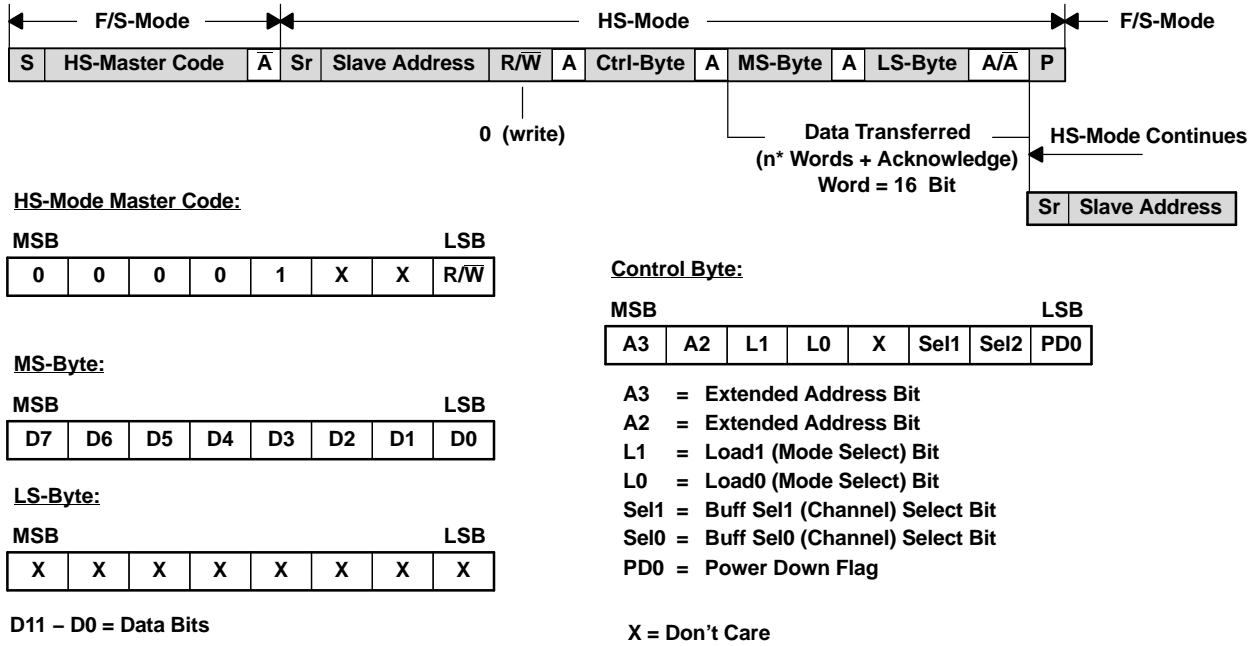 F/S-Mode HS-Mode F/S-Mode
S HS-Master Code A̅ Sr Slave Address R/W̅ A Ctrl-Byte A MS-Byte A LS-Byte A/A̅ P
0 (write)
Data Transferred
(n* Words + Acknowledge)
Word = 16 Bit
HS-Mode Continues
Sr Slave Address
HS-Mode Master Code:
MSB LSB
0 0 0 0 1 X X R/W̅
MS-Byte:
MSB LSB
D7 D6 D5 D4 D3 D2 D1 D0
LS-Byte:
MSB LSB
X X X X X X X X
D11 – D0 = Data Bits
Control Byte:
MSB LSB
A3 A2 L1 L0 X Sel1 Sel2 PD0
A3 = Extended Address Bit
A2 = Extended Address Bit
L1 = Load1 (Mode Select) Bit
L0 = Load0 (Mode Select) Bit
Sel1 = Buff Sel1 (Channel) Select Bit
Sel0 = Buff Sel0 (Channel) Select Bit
PD0 = Power Down Flag
X = Don't Care